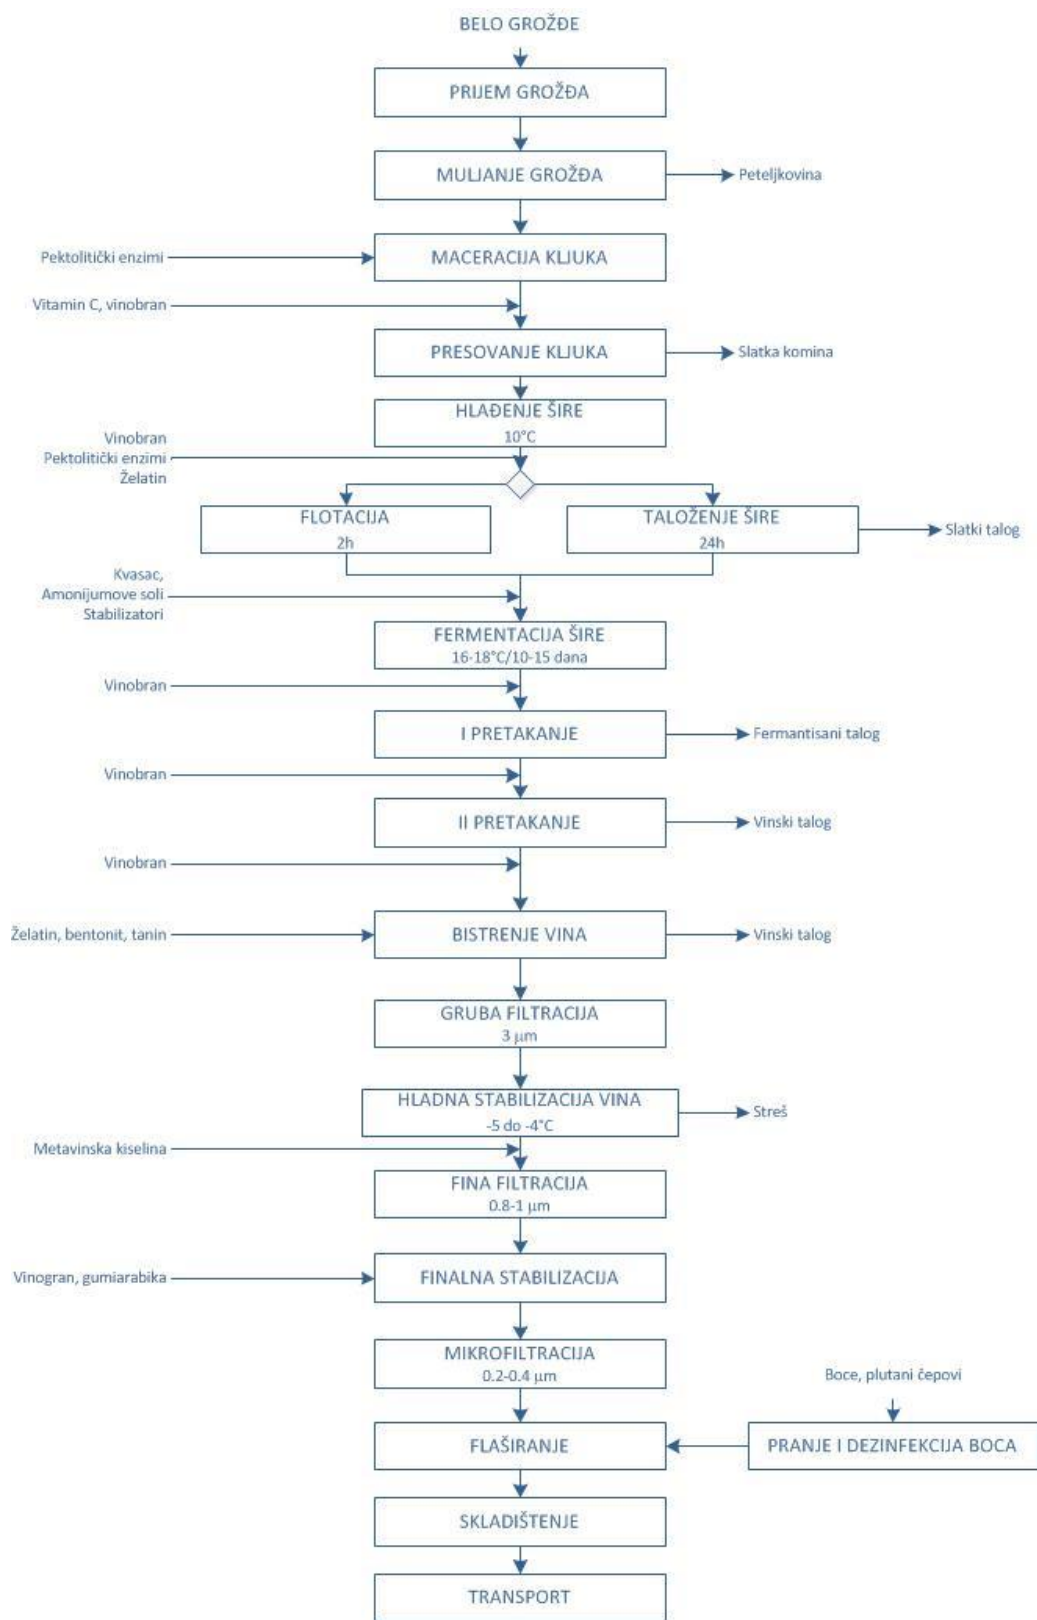 BELO GROŽĐE
PRIJEM GROŽĐA
MULJANJE GROŽĐA
Peteljkovina
Pektolitički enzimi
MACERACIJA KLJUKA
Vitamin C, vinobran
PRESOVANJE KLJUKA
Slatka komina
HLAĐENJE ŠIRE
10°C
Vinobran
Pektolitički enzimi
Želatin
FLOTACIJA
2h
TALOŽENJE ŠIRE
24h
Slatki talog
Kvasac,
Amonijumove soli
Stabilizatori
FERMENTACIJA ŠIRE
16-18°C/10-15 dana
Vinobran
I PRETAKANJE
Fermantisani talog
Vinobran
II PRETAKANJE
Vinski talog
Vinobran
Želatin, bentonit, tanin
BISTRENJE VINA
Vinski talog
GRUBA FILTRACIJA
3 µm
HLADNA STABILIZACIJA VINA
-5 do -4°C
Streš
Metavinska kiselina
FINA FILTRACIJA
0.8-1 µm
Vinogran, gumiarabika
FINALNA STABILIZACIJA
MIKROFILTRACIJA
0.2-0.4 µm
Boce, plutani čepovi
FLAŠIRANJE
PRANJE I DEZINFEKCIJA BOCA
SKLADIŠTENJE
TRANSPORT